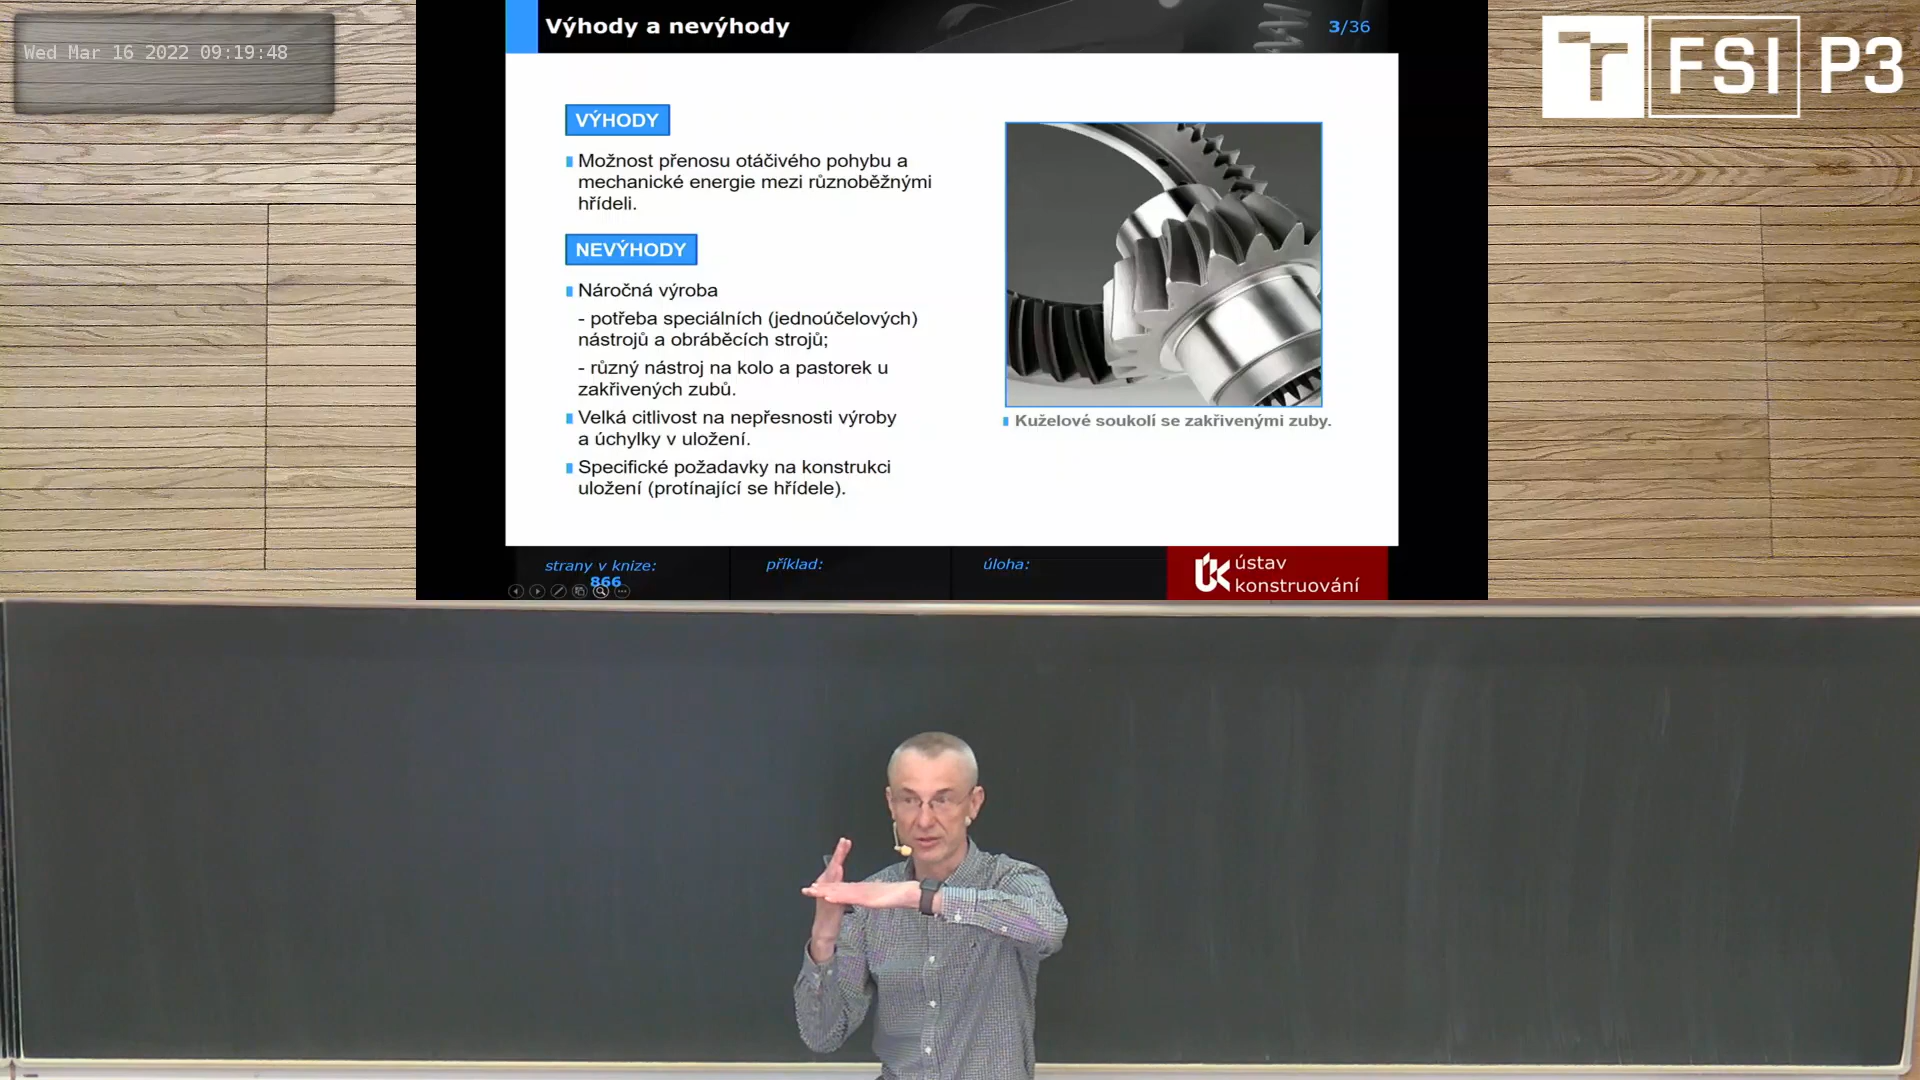 Wed Mar 16 2022 09:19:48
Výhody a nevýhody
3/36
T FSI P3
VÝHODY
Možnost přenosu otáčivého pohybu a
mechanické energie mezi různoběžnými
hřídeli.
NEVÝHODY
Náročná výroba
- potřeba speciálních (jednoúčelových)
nástrojů a obráběcích strojů;
- různý nástroj na kolo a pastorek u
zakřivených zubů.
Velká citlivost na nepřesnosti výroby
a úchylky v uložení.
Specifické požadavky na konstrukci
uložení (protínající se hřídele).
Kuželové soukolí se zakřivenými zuby.
strany v knize:
866
příklad:
úloha:
ústav
konstruování